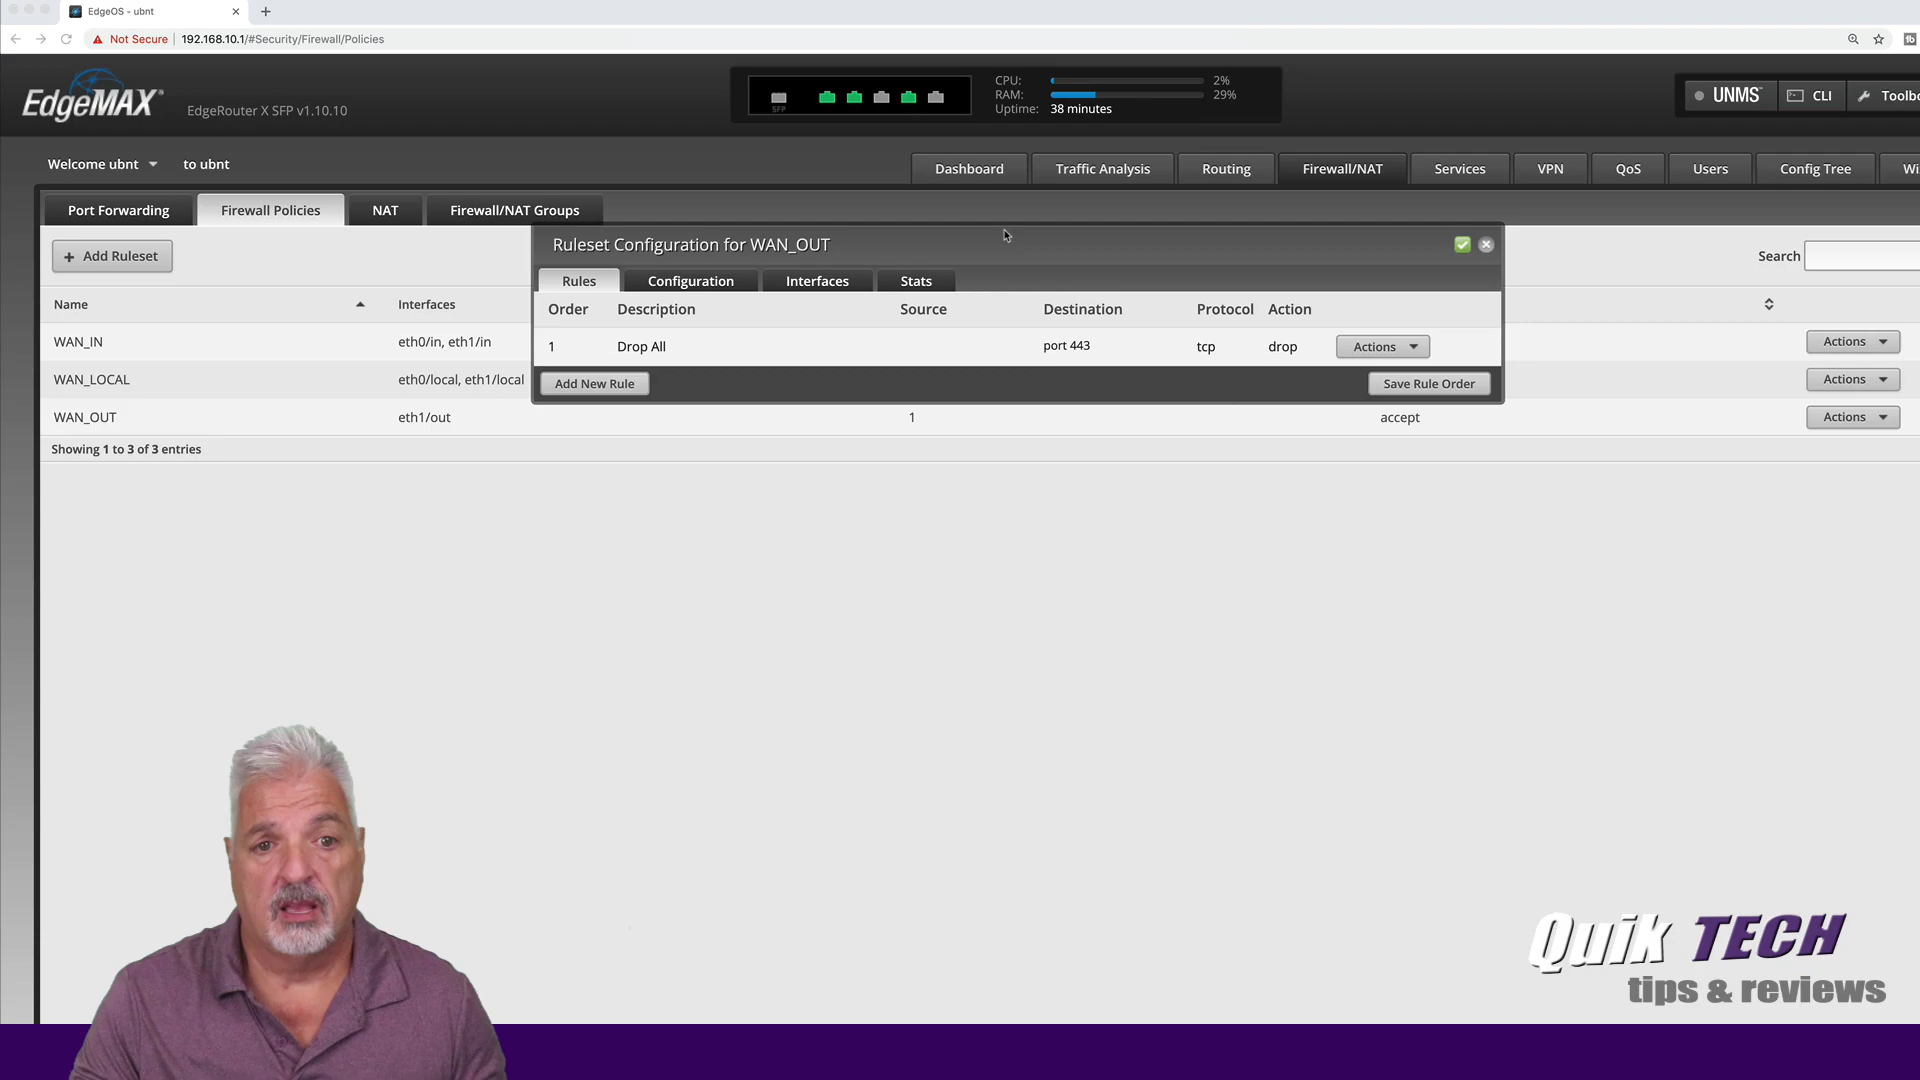 EdgeOS - ubnt
Not Secure 192.168.10.1/#Security/Firewall/Policies
EdgeMAX
EdgeRouter X SFP v1.10.10
SFP
CPU: 2%
RAM: 29%
Uptime: 38 minutes
UNMS
CLI
Toolbo
Welcome ubnt
to ubnt
Dashboard
Traffic Analysis
Routing
Firewall/NAT
Services
VPN
QoS
Users
Config Tree
Wi
Port Forwarding
Firewall Policies
NAT
Firewall/NAT Groups
+ Add Ruleset
Search
Ruleset Configuration for WAN_OUT
Rules
Configuration
Interfaces
Stats
Order Description Source Destination Protocol Action
1 Drop All port 443 tcp drop Actions
Add New Rule
Save Rule Order
Name Interfaces
WAN_IN eth0/in, eth1/in Actions
WAN_LOCAL eth0/local, eth1/local Actions
WAN_OUT eth1/out 1 accept Actions
Showing 1 to 3 of 3 entries
Quik TECH
tips & reviews